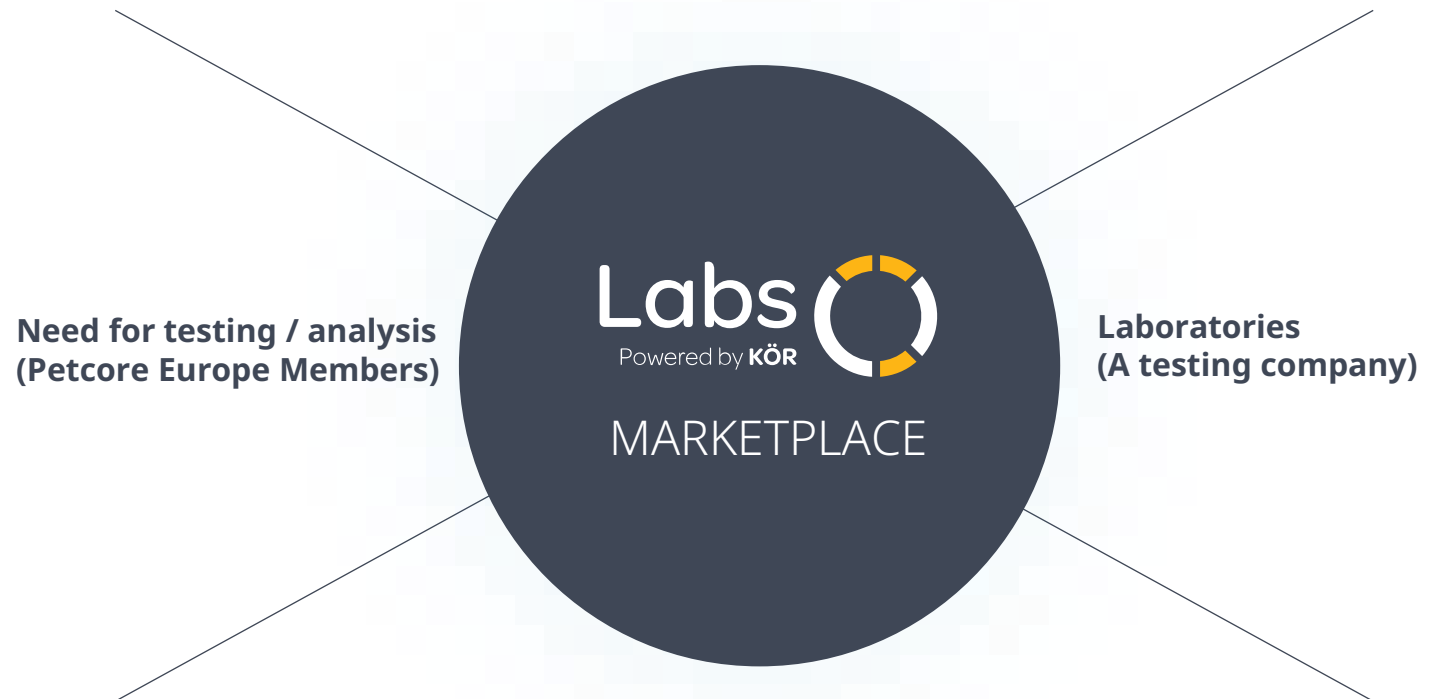 Need for testing / analysis
(Petcore Europe Members)
Labs
Powered by KÖR
MARKETPLACE
Laboratories
(A testing company)